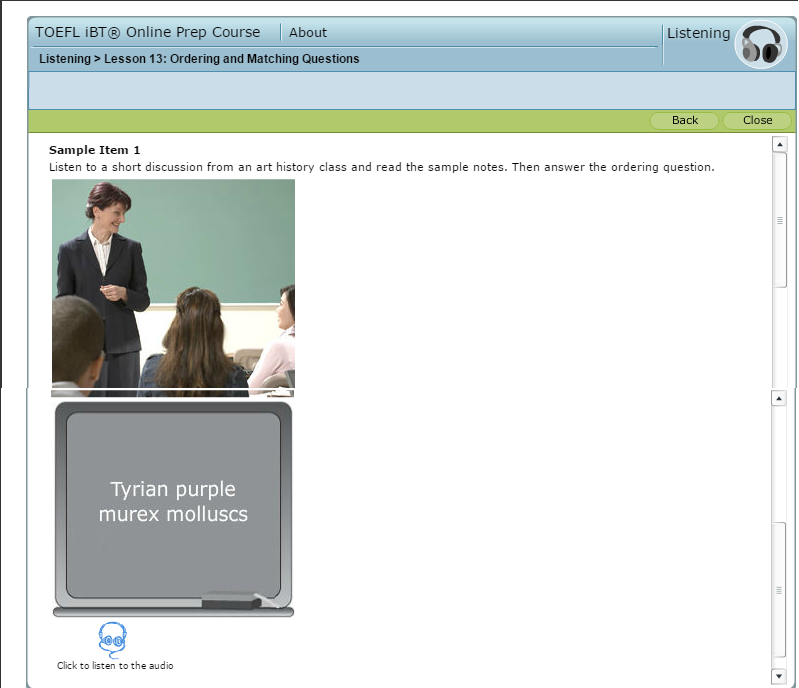 TOEFL iBT® Online Prep Course About
Listening
Listening > Lesson 13: Ordering and Matching Questions
Back Close
Sample Item 1
Listen to a short discussion from an art history class and read the sample notes. Then answer the ordering question.
Tyrian purple
murex molluscs
Click to listen to the audio